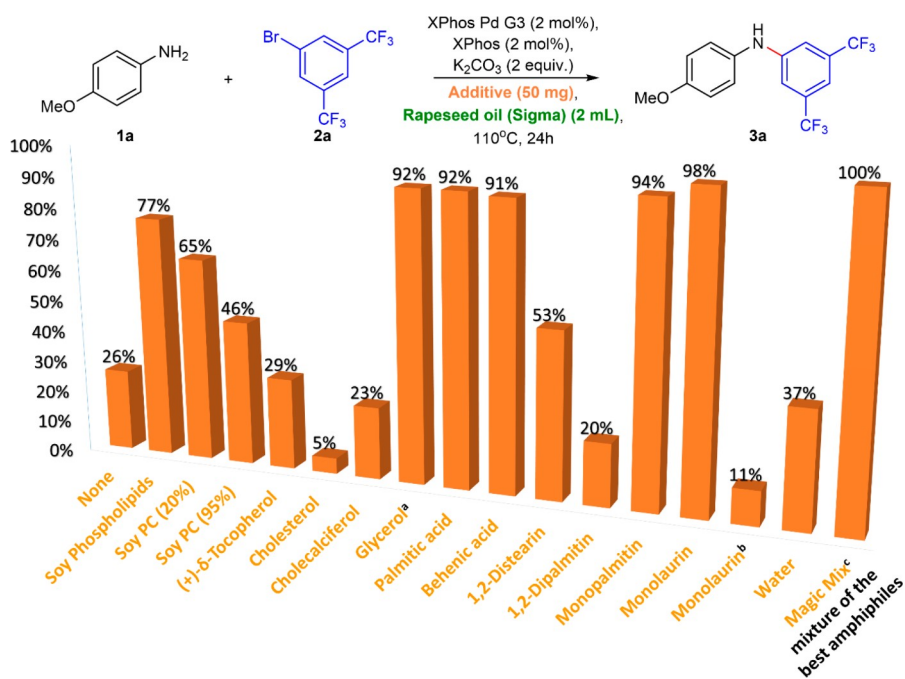 XPhos Pd G3 (2 mol%),
XPhos (2 mol%),
K₂CO₃ (2 equiv.)
Additive (50 mg),
Rapeseed oil (Sigma) (2 mL),
110°C, 24h
NH₂
MeO
1a
+
Br
CF₃
CF₃
2a
H
N
MeO
CF₃
CF₃
3a
100%
90%
80%
70%
60%
50%
40%
30%
20%
10%
0%
26%
77%
65%
46%
29%
5%
23%
92%
92%
91%
53%
20%
94%
98%
11%
37%
100%
None
Soy Phospholipids
Soy PC (20%)
Soy PC (95%)
(+)-δ-Tocopherol
Cholesterol
Cholecalciferol
Glycerolᵃ
Palmitic acid
Behenic acid
1,2-Distearin
1,2-Dipalmitin
Monopalmitin
Monolaurin
Monolaurinᵇ
Water
Magic Mixᶜ
mixture of the
best amphiphiles